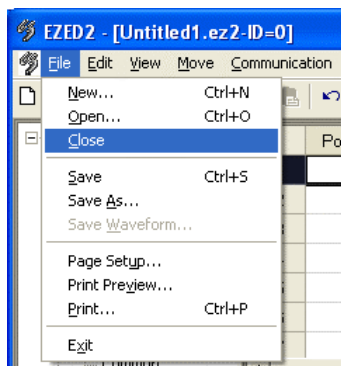 EZED2 - [Untitled1.ez2-ID=0]
File Edit View Move Communication
New... Ctrl+N
Open... Ctrl+O
Close
Save Ctrl+S
Save As...
Save Waveform...
Page Setup...
Print Preview...
Print... Ctrl+P
Exit